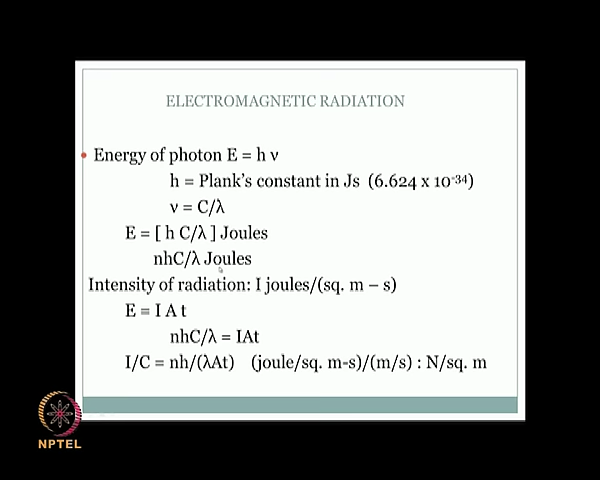 ELECTROMAGNETIC RADIATION
• Energy of photon E = h ν
h = Plank's constant in Js (6.624 x 10⁻³⁴)
ν = C/λ
E = [ h C/λ ] Joules
nhC/λ Joules
Intensity of radiation: I joules/(sq. m – s)
E = I A t
nhC/λ = IAt
I/C = nh/(λAt) (joule/sq. m-s)/(m/s) : N/sq. m
NPTEL